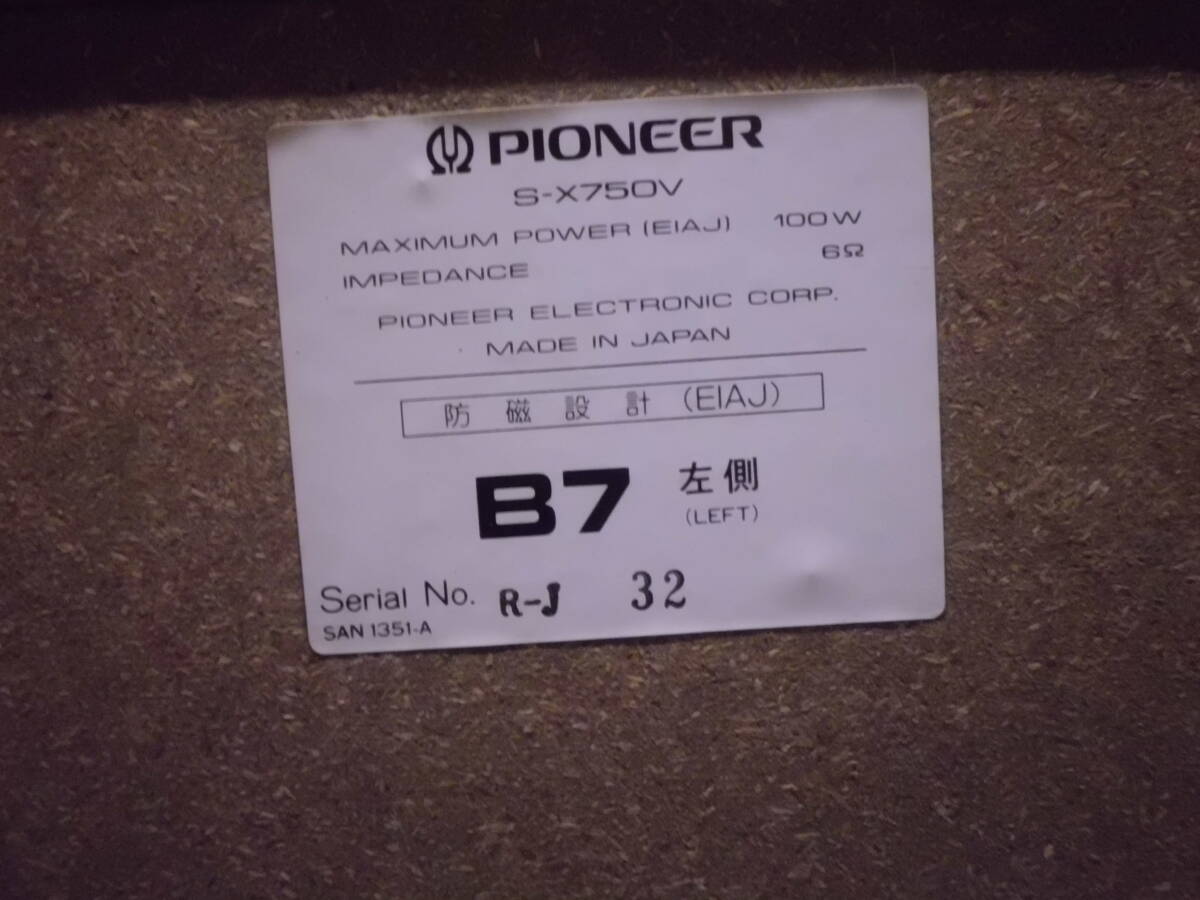 PIONEER
S-X750V
MAXIMUM POWER (EIAJ) 100W
IMPEDANCE 6Ω
PIONEER ELECTRONIC CORP.
MADE IN JAPAN
防磁設計 (EIAJ)
B7 左側
(LEFT)
Serial No. R-J 32
SAN 1351-A